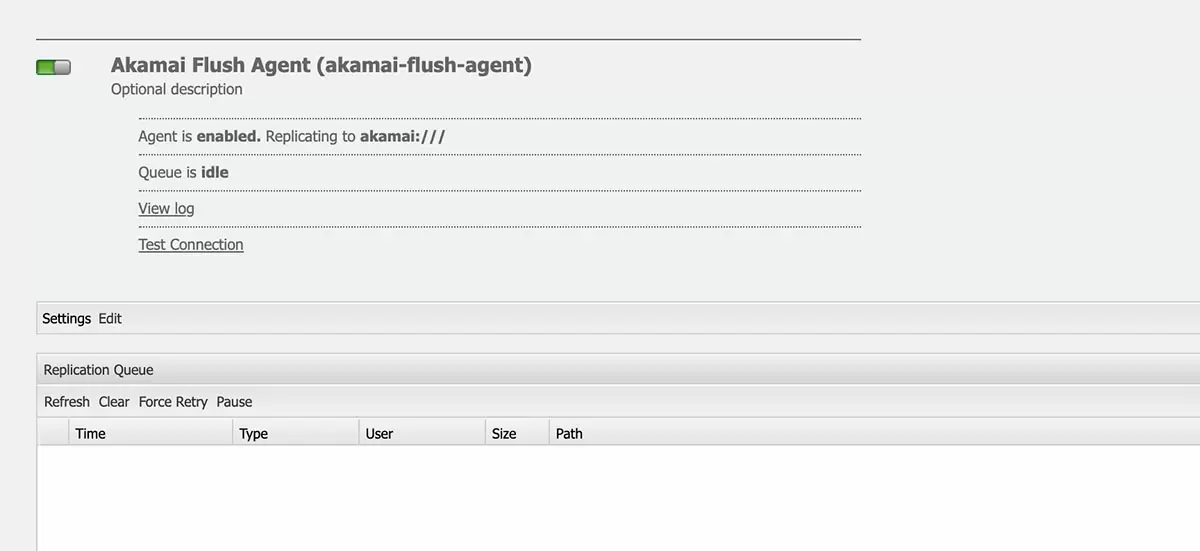 Akamai Flush Agent (akamai-flush-agent)
Optional description
Agent is enabled. Replicating to akamai:///
Queue is idle
View log
Test Connection
Settings Edit
Replication Queue
Refresh Clear Force Retry Pause
Time Type User Size Path